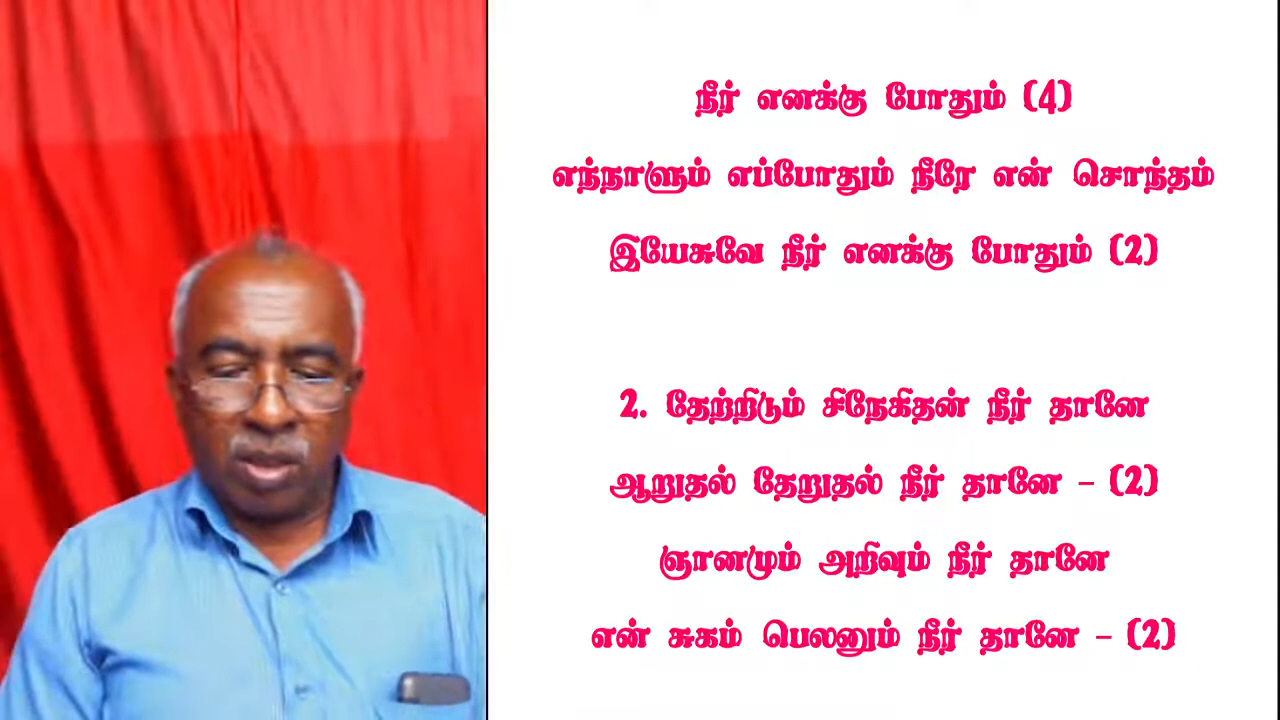 நீர் எனக்கு போதும் (4)
எந்நாளும் எப்போதும் நீரே என் சொந்தம்
இயேசுவே நீர் எனக்கு போதும் (2)
2. தேற்றிடும் சிநேகிதன் நீர் தானே
ஆறுதல் தேறுதல் நீர் தானே – (2)
ஞானமும் அறிவும் நீர் தானே
என் சுகம் பெலனும் நீர் தானே – (2)